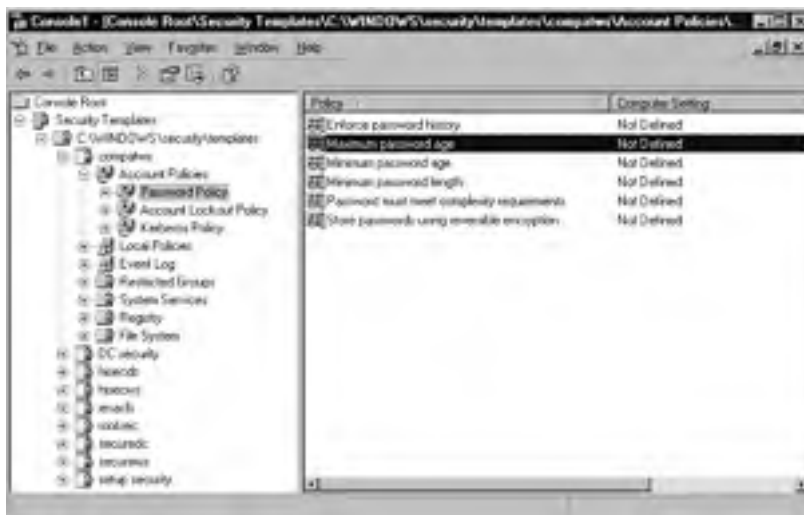 Console1 - [Console Root\Security Templates\C:\WINDOWS\security\templates\compatws\Account Policies\...
File Action View Favorites Window Help
Console Root
Security Templates
C:\WINDOWS\security\templates
compatws
Account Policies
Password Policy
Account Lockout Policy
Kerberos Policy
Local Policies
Event Log
Restricted Groups
System Services
Registry
File System
DC security
hisecdc
hisecws
rootsec
securedc
securews
setup security
Policy Computer Setting
Enforce password history Not Defined
Maximum password age Not Defined
Minimum password age Not Defined
Minimum password length Not Defined
Password must meet complexity requirements Not Defined
Store passwords using reversible encryption Not Defined